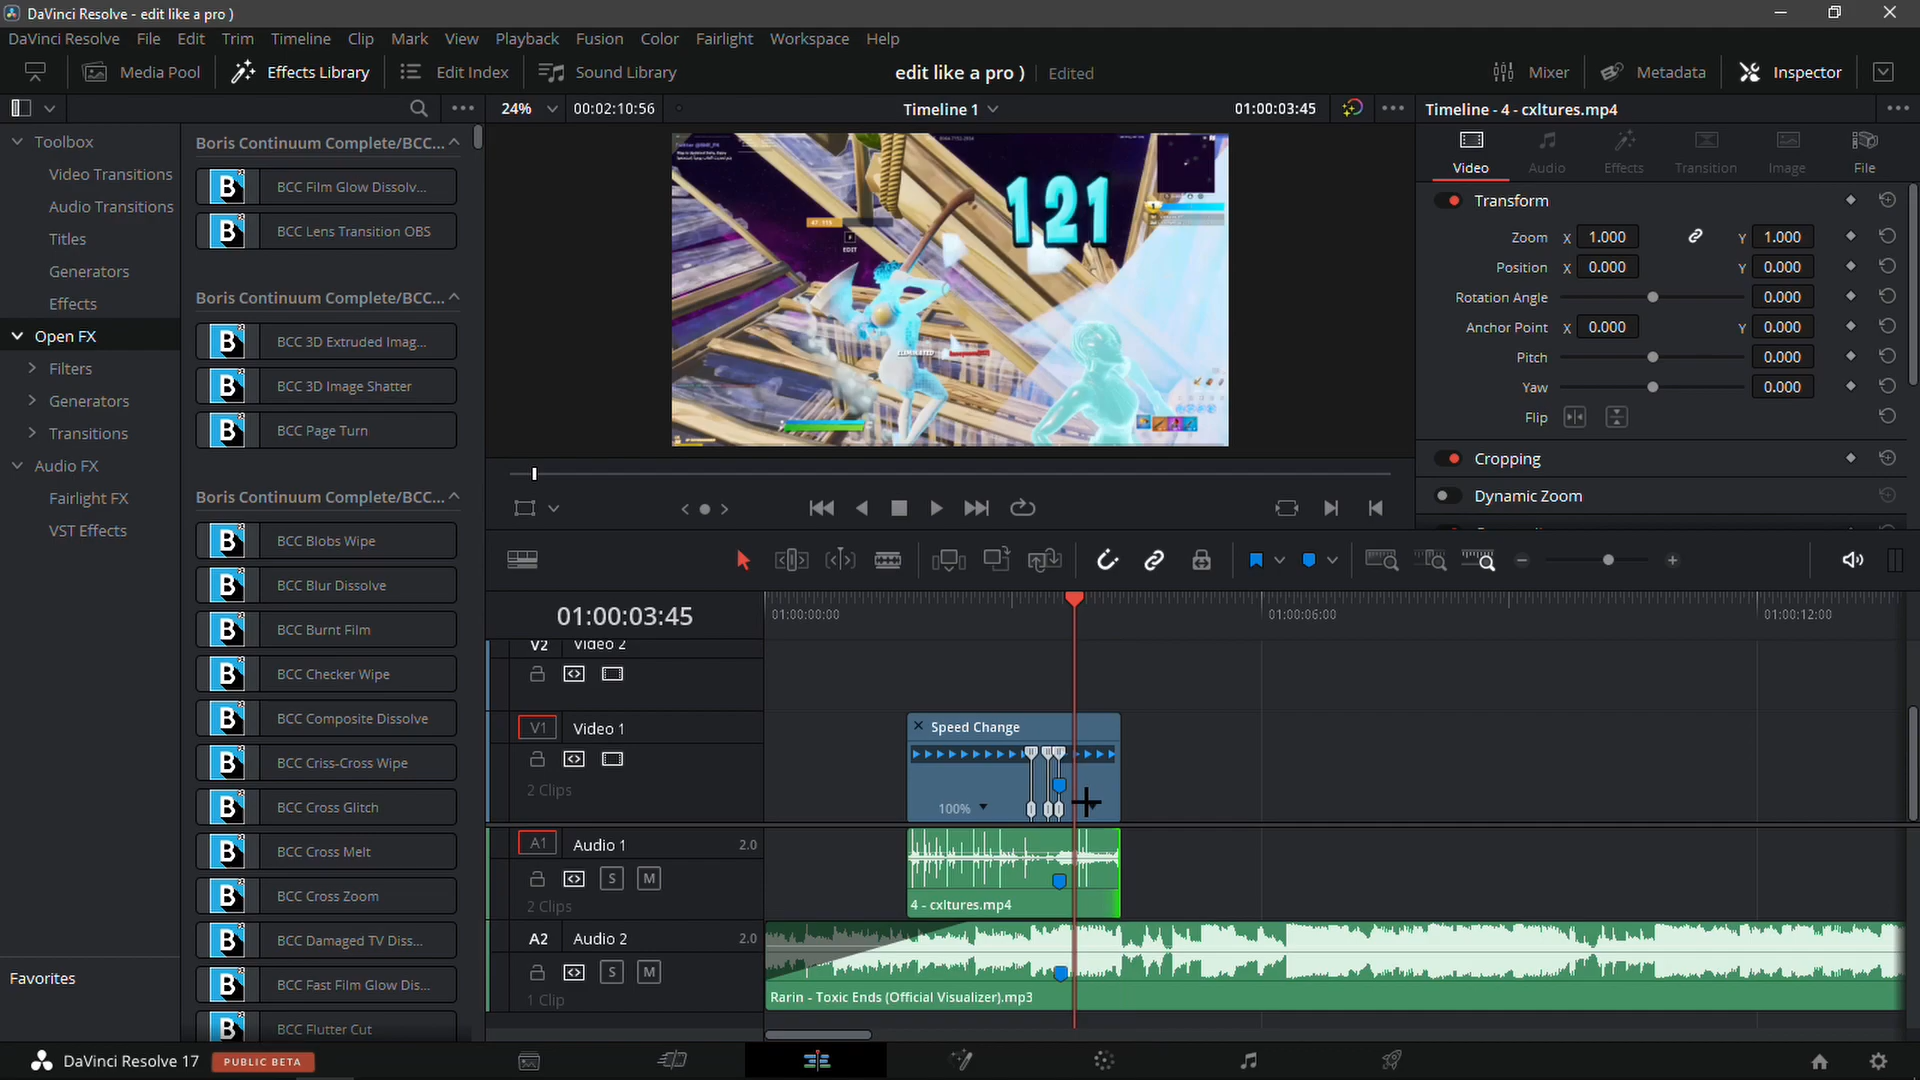 DaVinci Resolve - edit like a pro )
DaVinci Resolve File Edit Trim Timeline Clip Mark View Playback Fusion Color Fairlight Workspace Help
Media Pool Effects Library Edit Index Sound Library edit like a pro ) Edited Mixer Metadata Inspector
24% 00:02:10:56 Timeline 1 01:00:03:45 Timeline - 4 - cxltures.mp4
Toolbox
Video Transitions
Audio Transitions
Titles
Generators
Effects
Open FX
Filters
Generators
Transitions
Audio FX
Fairlight FX
VST Effects
Favorites
Boris Continuum Complete/BCC...
BCC Film Glow Dissolv...
BCC Lens Transition OBS
Boris Continuum Complete/BCC...
BCC 3D Extruded Imag...
BCC 3D Image Shatter
BCC Page Turn
Boris Continuum Complete/BCC...
BCC Blobs Wipe
BCC Blur Dissolve
BCC Burnt Film
BCC Checker Wipe
BCC Composite Dissolve
BCC Criss-Cross Wipe
BCC Cross Glitch
BCC Cross Melt
BCC Cross Zoom
BCC Damaged TV Diss...
BCC Fast Film Glow Dis...
BCC Flutter Cut
121
EDIT
ELIMINATED
Video Audio Effects Transition Image File
Transform
Zoom X 1.000 Y 1.000
Position X 0.000 Y 0.000
Rotation Angle 0.000
Anchor Point X 0.000 Y 0.000
Pitch 0.000
Yaw 0.000
Flip
Cropping
Dynamic Zoom
01:00:03:45 01:00:00:00 01:00:06:00 01:00:12:00
V2 Video 2
V1 Video 1
2 Clips
Speed Change
100%
A1 Audio 1 2.0
S M
2 Clips
4 - cxltures.mp4
A2 Audio 2 2.0
S M
1 Clip
Rarin - Toxic Ends (Official Visualizer).mp3
DaVinci Resolve 17 PUBLIC BETA